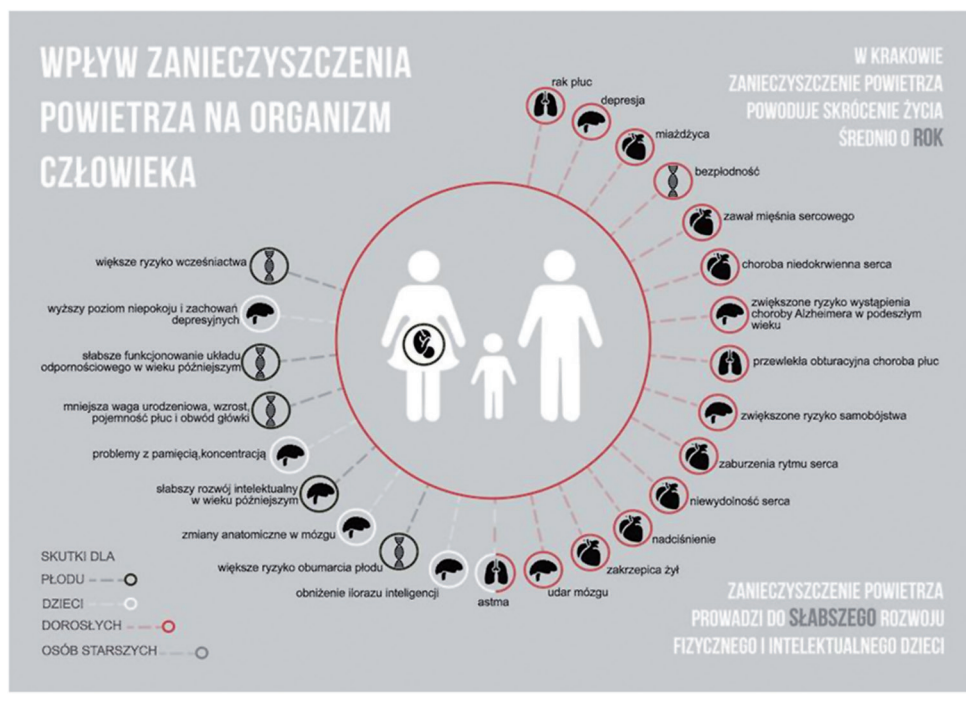 WPŁYW ZANIECZYSZCZENIA
POWIETRZA NA ORGANIZM
CZŁOWIEKA
W KRAKOWIE
ZANIECZYSZCZENIE POWIETRZA
POWODUJE SKRÓCENIE ŻYCIA
ŚREDNIO O ROK
rak płuc
depresja
miażdżyca
bezpłodność
zawał mięśnia sercowego
choroba niedokrwienna serca
zwiększone ryzyko wystąpienia
choroby Alzheimera w podeszłym
wieku
przewlekła obturacyjna choroba płuc
zwiększone ryzyko samobójstwa
zaburzenia rytmu serca
niewydolność serca
nadciśnienie
zakrzepica żył
udar mózgu
astma
obniżenie ilorazu inteligencji
większe ryzyko obumarcia płodu
zmiany anatomiczne w mózgu
słabszy rozwój intelektualny
w wieku późniejszym
problemy z pamięcią,koncentracją
mniejsza waga urodzeniowa, wzrost,
pojemność płuc i obwód główki
słabsze funkcjonowanie układu
odpornościowego w wieku późniejszym
wyższy poziom niepokoju i zachowań
depresyjnych
większe ryzyko wcześniactwa
SKUTKI DLA
PŁODU
DZIECI
DOROSŁYCH
OSÓB STARSZYCH
ZANIECZYSZCZENIE POWIETRZA
PROWADZI DO SŁABSZEGO ROZWOJU
FIZYCZNEGO I INTELEKTUALNEGO DZIECI